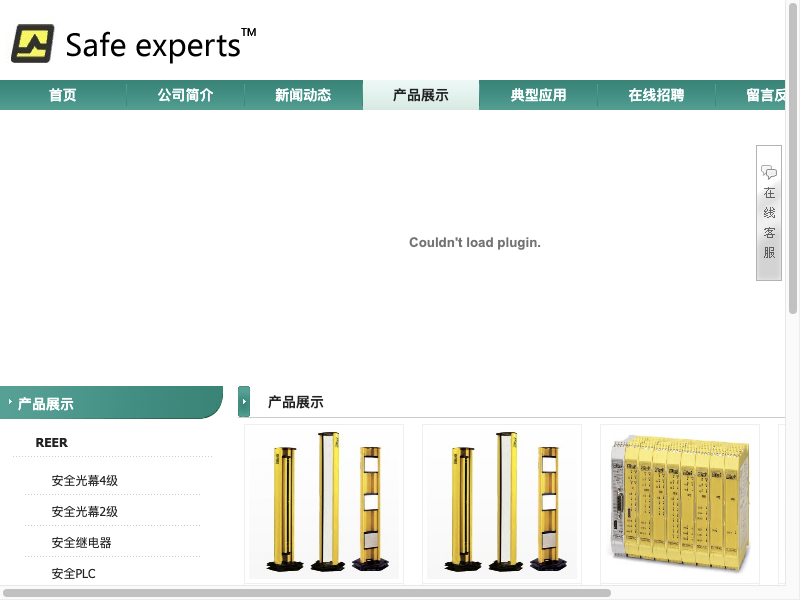 Safe experts™
首页 公司简介 新闻动态 产品展示 典型应用 在线招聘 留言反
在线客服
Couldn't load plugin.
产品展示
REER
安全光幕4级
安全光幕2级
安全继电器
安全PLC
产品展示